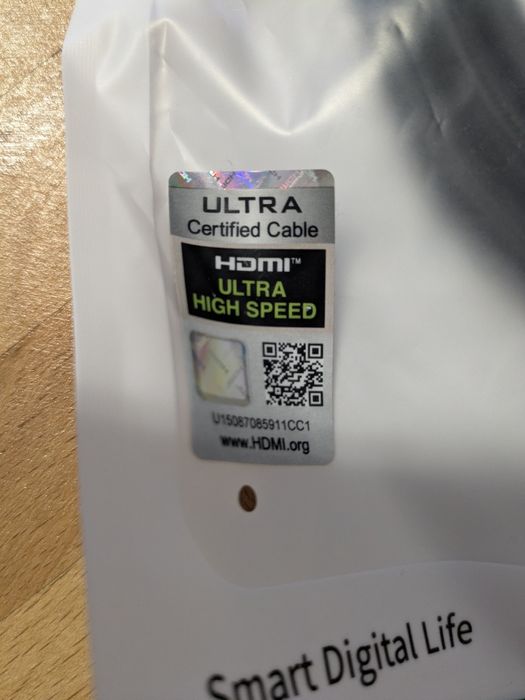 ULTRA
Certified Cable
HDMI™
ULTRA
HIGH SPEED
U15087085911CC1
www.HDMI.org
Smart Digital Life